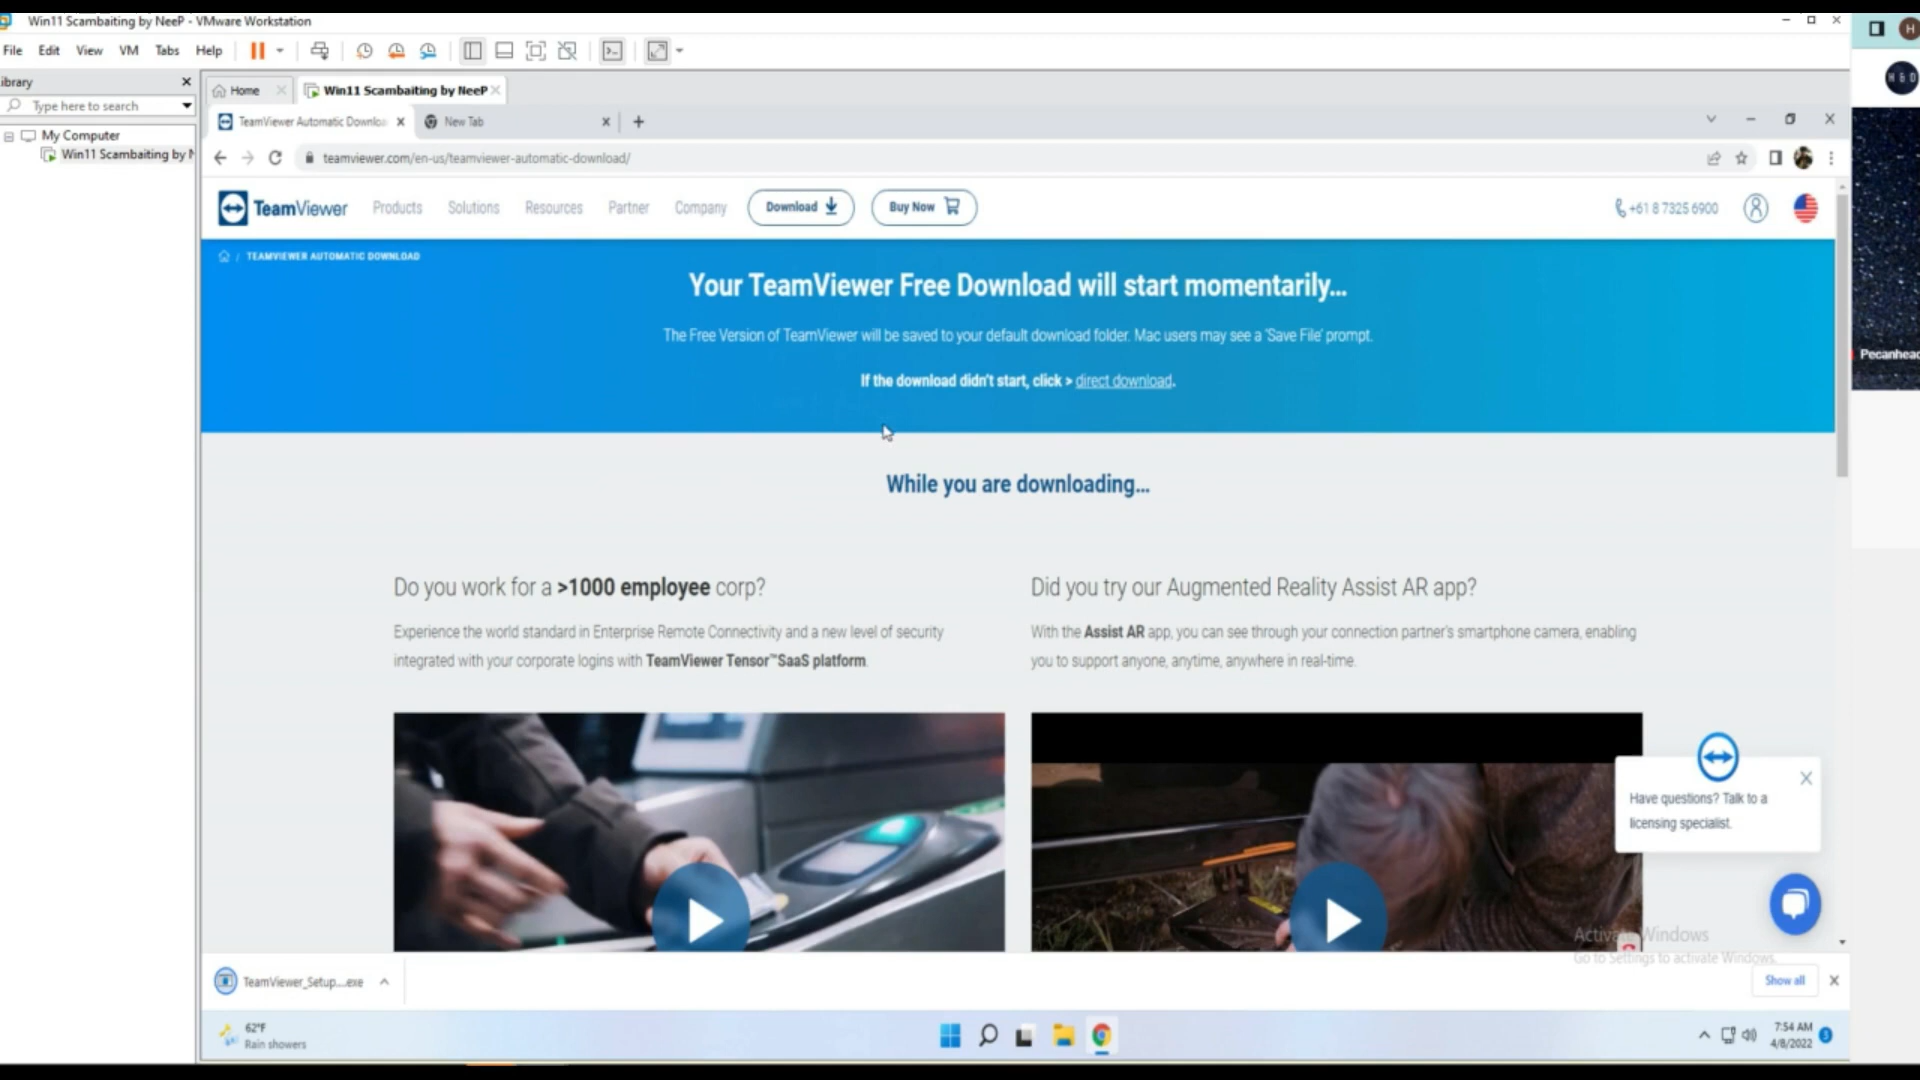 Win11 Scambaiting by NeeP - VMware Workstation
File Edit View VM Tabs Help
ibrary
Type here to search
My Computer
Win11 Scambaiting by N
Home
Win11 Scambaiting by NeeP
TeamViewer Automatic Downloa
New Tab
teamviewer.com/en-us/teamviewer-automatic-download/
TeamViewer Products Solutions Resources Partner Company Download Buy Now +61 8 7325 6900
/ TEAMVIEWER AUTOMATIC DOWNLOAD
Your TeamViewer Free Download will start momentarily...
The Free Version of TeamViewer will be saved to your default download folder. Mac users may see a 'Save File' prompt.
If the download didn't start, click > direct download.
While you are downloading...
Do you work for a >1000 employee corp?
Experience the world standard in Enterprise Remote Connectivity and a new level of security
integrated with your corporate logins with TeamViewer Tensor™SaaS platform.
Did you try our Augmented Reality Assist AR app?
With the Assist AR app, you can see through your connection partner's smartphone camera, enabling
you to support anyone, anytime, anywhere in real-time.
Have questions? Talk to a
licensing specialist.
Activate Windows
Go to Settings to activate Windows.
TeamViewer_Setup....exe
Show all
62°F
Rain showers
7:54 AM
4/8/2022
H
H & D
Pecanhead